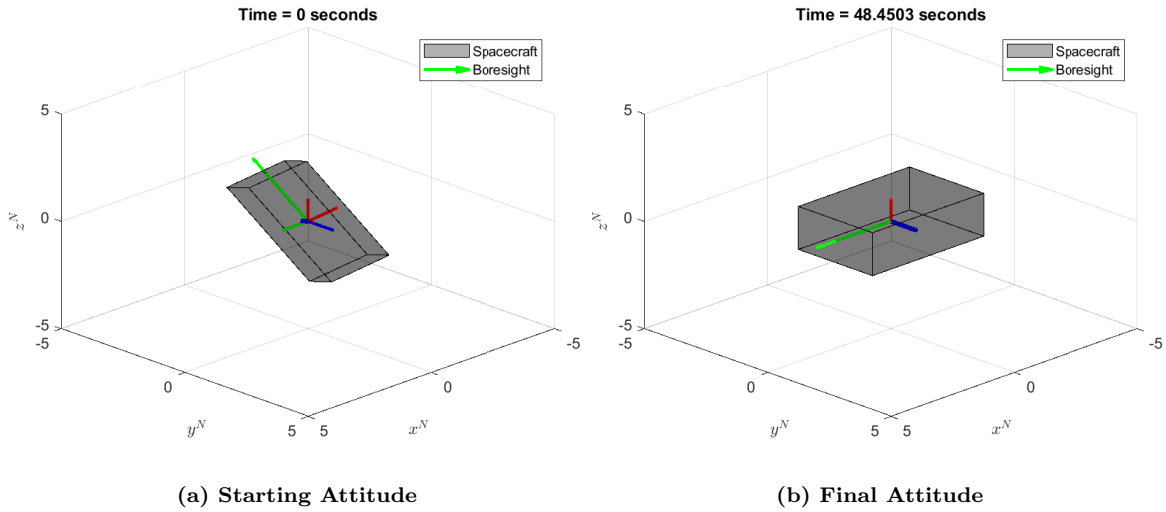 Time = 0 seconds
Spacecraft
Boresight
5
0
-5
z^N
-5
0
5
y^N
5
0
-5
x^N
(a) Starting Attitude
Time = 48.4503 seconds
Spacecraft
Boresight
5
0
-5
z^N
-5
0
5
y^N
5
0
-5
x^N
(b) Final Attitude